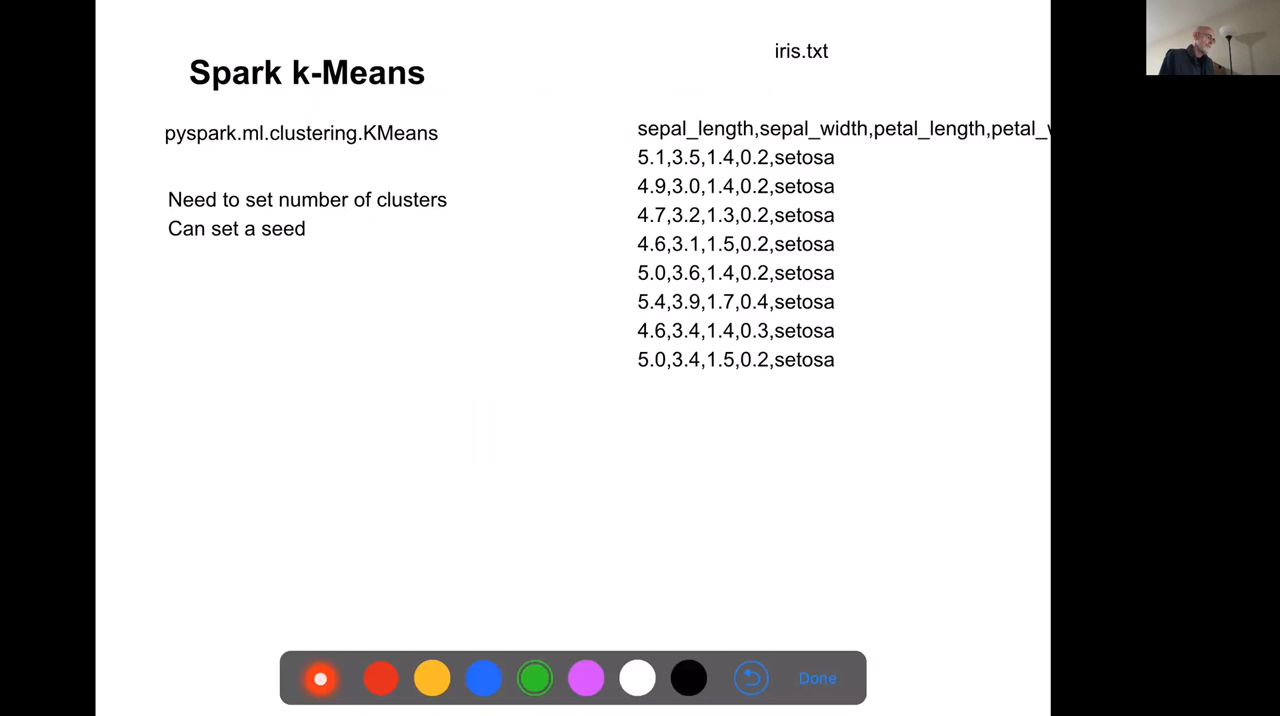 Spark k-Means
pyspark.ml.clustering.KMeans
Need to set number of clusters
Can set a seed
iris.txt
sepal_length,sepal_width,petal_length,petal_
5.1,3.5,1.4,0.2,setosa
4.9,3.0,1.4,0.2,setosa
4.7,3.2,1.3,0.2,setosa
4.6,3.1,1.5,0.2,setosa
5.0,3.6,1.4,0.2,setosa
5.4,3.9,1.7,0.4,setosa
4.6,3.4,1.4,0.3,setosa
5.0,3.4,1.5,0.2,setosa
Done